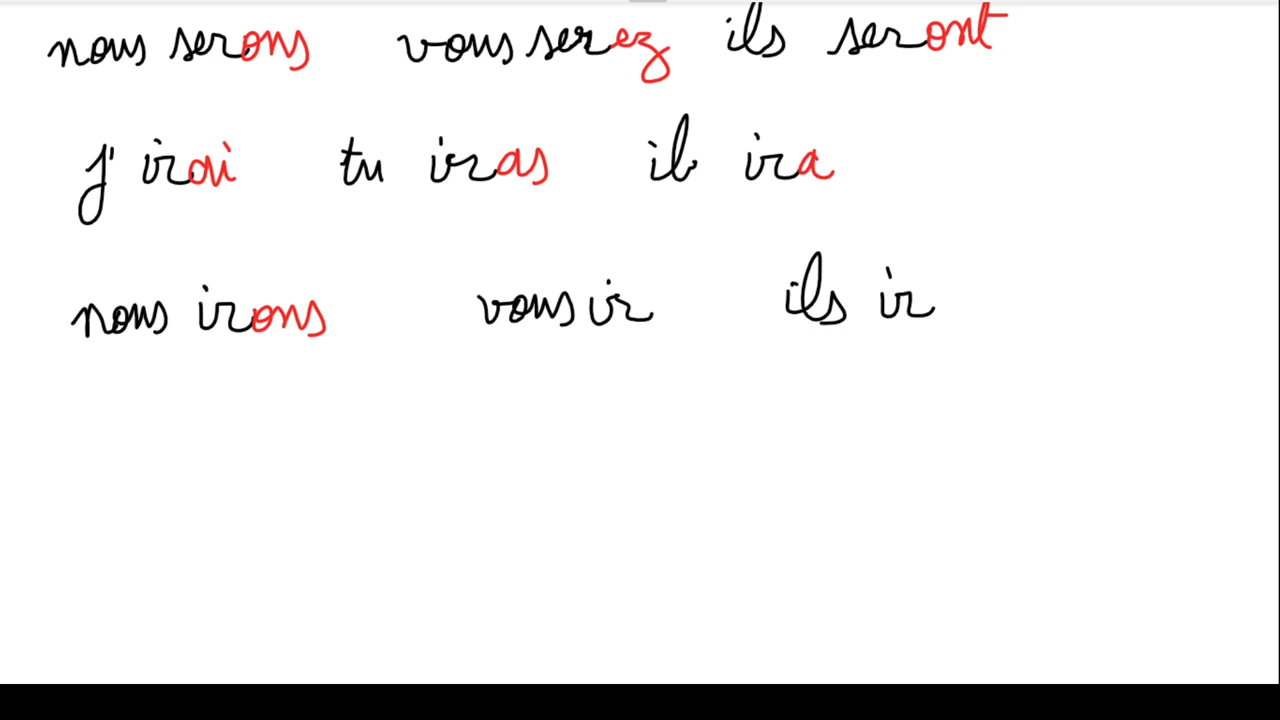 nous serons vous serez ils seront
j' irai tu iras il ira
nous irons vous ir ils ir